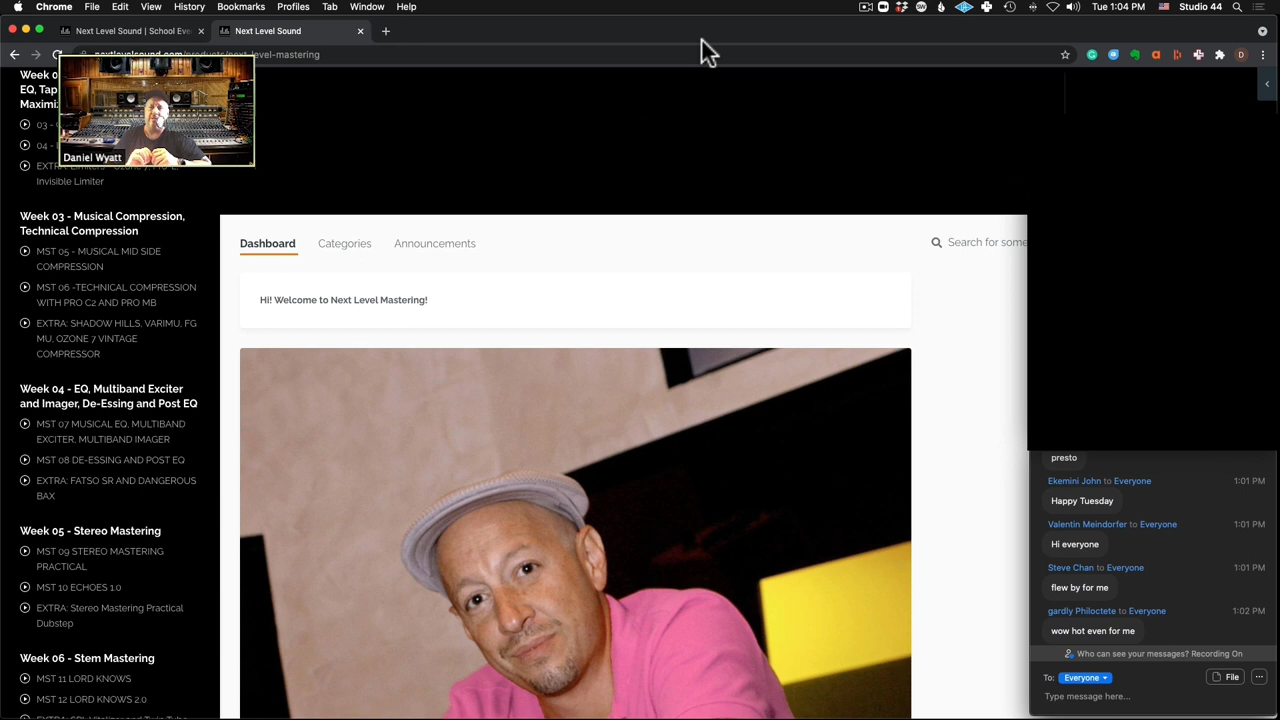 Chrome File Edit View History Bookmarks Profiles Tab Window Help Tue 1:04 PM Studio 44
Next Level Sound | School Eve Next Level Sound
nextlevelsound.com/products/next-level-mastering
Week 0
EQ, Tap
Maximi.
03 -
04 -
Invisible Limiter
Daniel Wyatt
Week 03 - Musical Compression,
Technical Compression
MST 05 - MUSICAL MID SIDE
COMPRESSION
MST 06 -TECHNICAL COMPRESSION
WITH PRO C2 AND PRO MB
EXTRA: SHADOW HILLS, VARIMU, FG
MU, OZONE 7 VINTAGE
COMPRESSOR
Week 04 - EQ, Multiband Exciter
and Imager, De-Essing and Post EQ
MST 07 MUSICAL EQ, MULTIBAND
EXCITER, MULTIBAND IMAGER
MST 08 DE-ESSING AND POST EQ
EXTRA: FATSO SR AND DANGEROUS
BAX
Week 05 - Stereo Mastering
MST 09 STEREO MASTERING
PRACTICAL
MST 10 ECHOES 1.0
EXTRA: Stereo Mastering Practical
Dubstep
Week 06 - Stem Mastering
MST 11 LORD KNOWS
MST 12 LORD KNOWS 2.0
Dashboard Categories Announcements
Search for some
Hi! Welcome to Next Level Mastering!
presto
Ekemini John to Everyone 1:01 PM
Happy Tuesday
Valentin Meindorfer to Everyone 1:01 PM
Hi everyone
Steve Chan to Everyone 1:01 PM
flew by for me
gardly Philoctete to Everyone 1:02 PM
wow hot even for me
Who can see your messages? Recording On
To: Everyone File
Type message here...